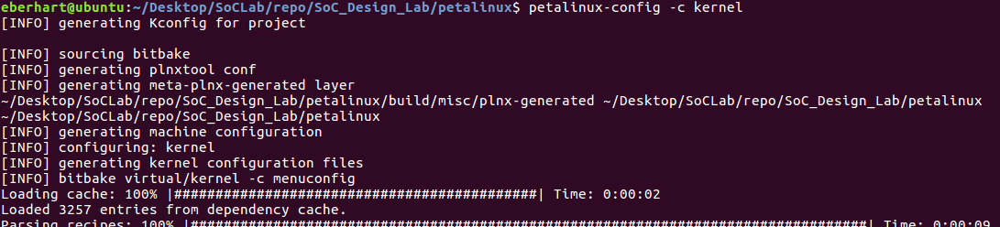 eberhart@ubuntu:~/Desktop/SoCLab/repo/SoC_Design_Lab/petalinux$ petalinux-config -c kernel
[INFO] generating Kconfig for project
[INFO] sourcing bitbake
[INFO] generating plnxtool conf
[INFO] generating meta-plnx-generated layer
~/Desktop/SoCLab/repo/SoC_Design_Lab/petalinux/build/misc/plnx-generated ~/Desktop/SoCLab/repo/SoC_Design_Lab/petalinux
~/Desktop/SoCLab/repo/SoC_Design_Lab/petalinux
[INFO] generating machine configuration
[INFO] configuring: kernel
[INFO] generating kernel configuration files
[INFO] bitbake virtual/kernel -c menuconfig
Loading cache: 100% |############################################| Time: 0:00:02
Loaded 3257 entries from dependency cache.
Parsing recipes: 100% |##################################################################################| Time: 0:00:09